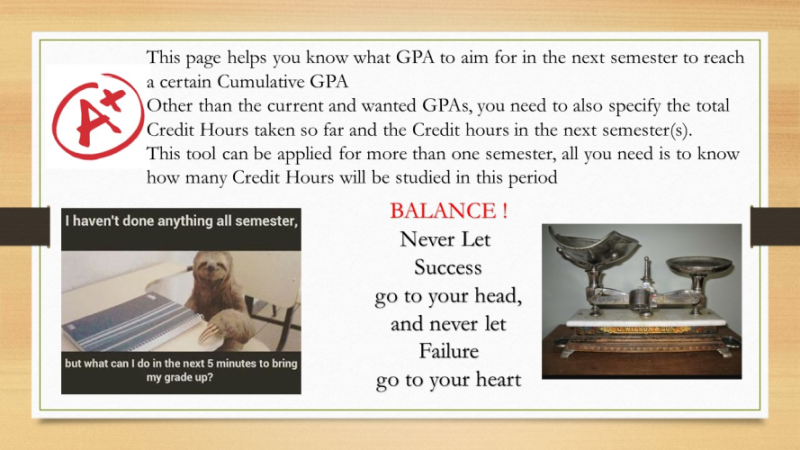 This page helps you know what GPA to aim for in the next semester to reach
a certain Cumulative GPA
Other than the current and wanted GPAs, you need to also specify the total
Credit Hours taken so far and the Credit hours in the next semester(s).
This tool can be applied for more than one semester, all you need is to know
how many Credit Hours will be studied in this period
A+
I haven't done anything all semester,
but what can I do in the next 5 minutes to bring
my grade up?
BALANCE !
Never Let
Success
go to your head,
and never let
Failure
go to your heart